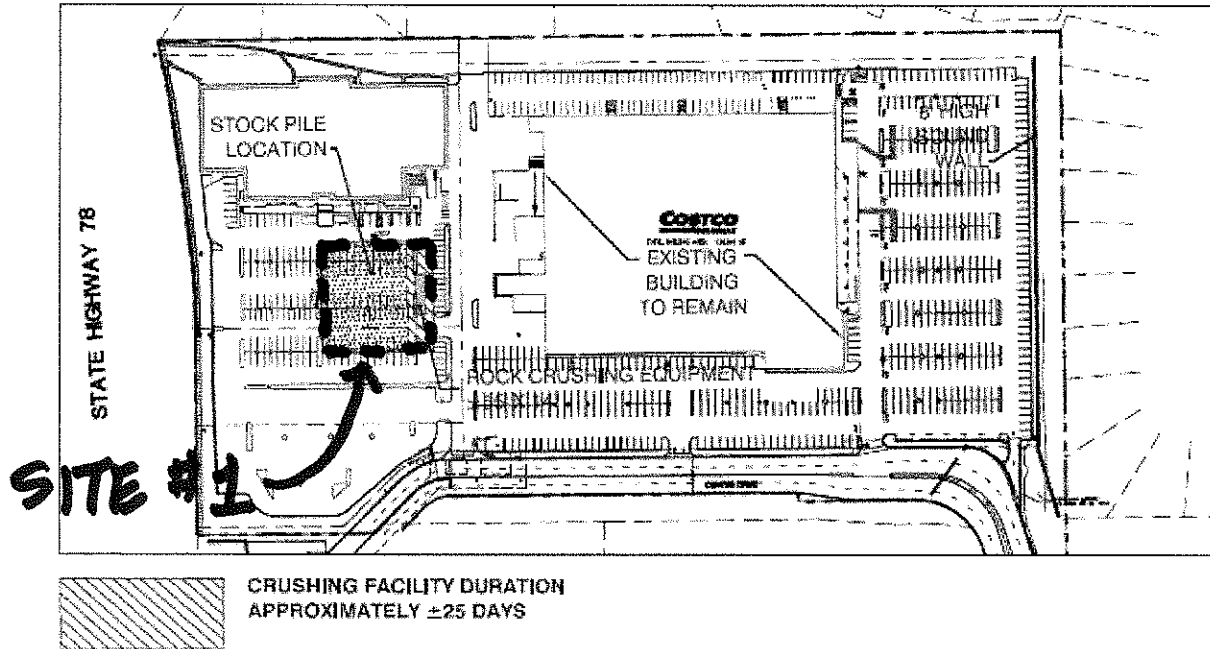 STOCK PILE
LOCATION
8' HIGH
SOUND
WALL
STATE HIGHWAY 78
COSTCO
EXISTING
BUILDING
TO REMAIN
ROCK CRUSHING EQUIPMENT
SITE #1
CRUSHING FACILITY DURATION
APPROXIMATELY ±25 DAYS